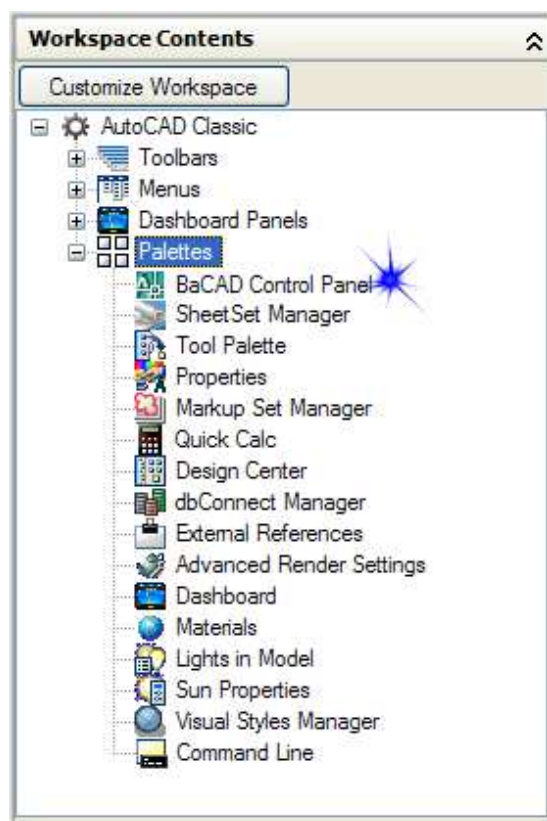 Workspace Contents
Customize Workspace
AutoCAD Classic
Toolbars
Menus
Dashboard Panels
Palettes
BaCAD Control Panel
SheetSet Manager
Tool Palette
Properties
Markup Set Manager
Quick Calc
Design Center
dbConnect Manager
External References
Advanced Render Settings
Dashboard
Materials
Lights in Model
Sun Properties
Visual Styles Manager
Command Line